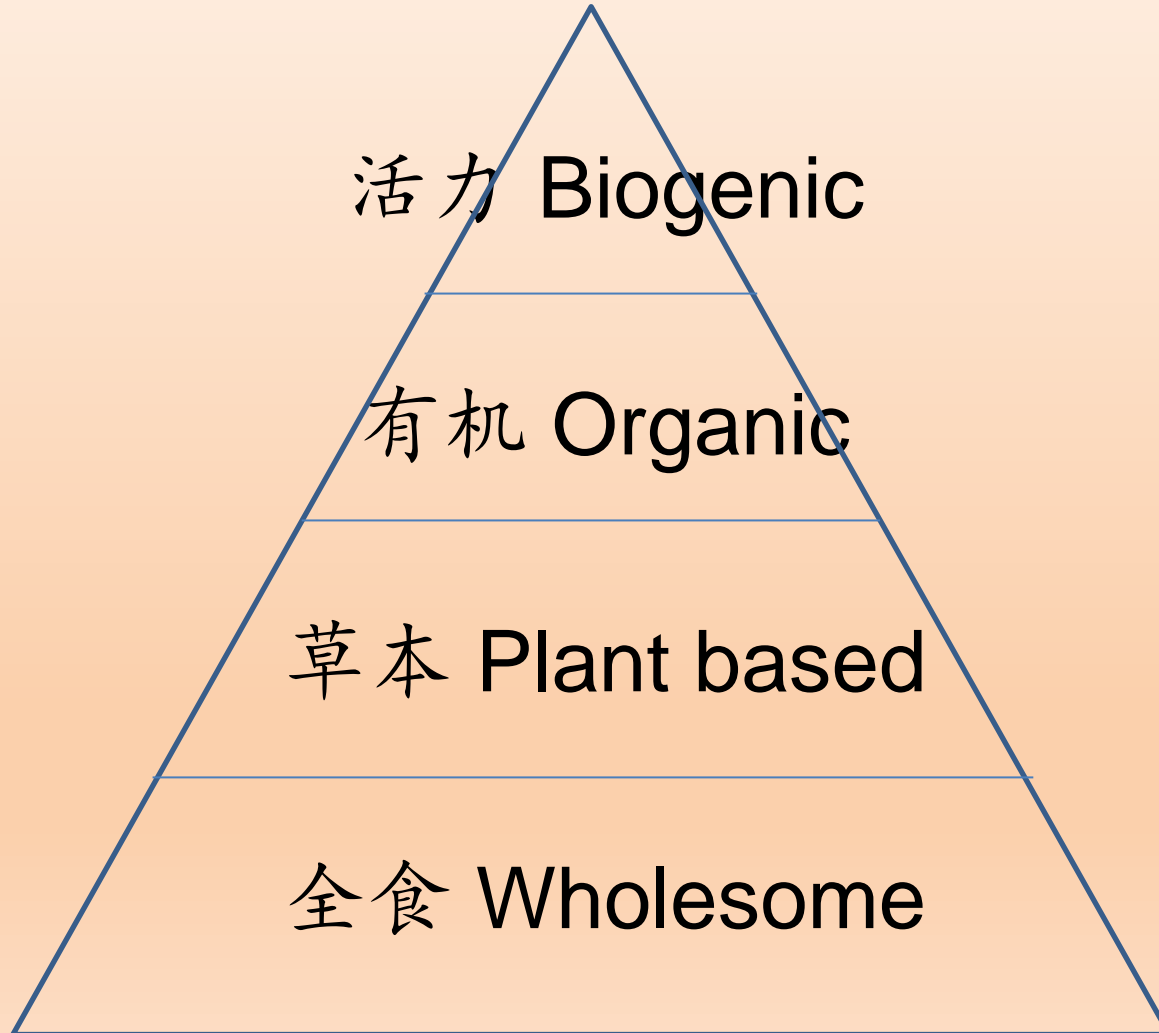 活力 Biogenic
有机 Organic
草本 Plant based
全食 Wholesome